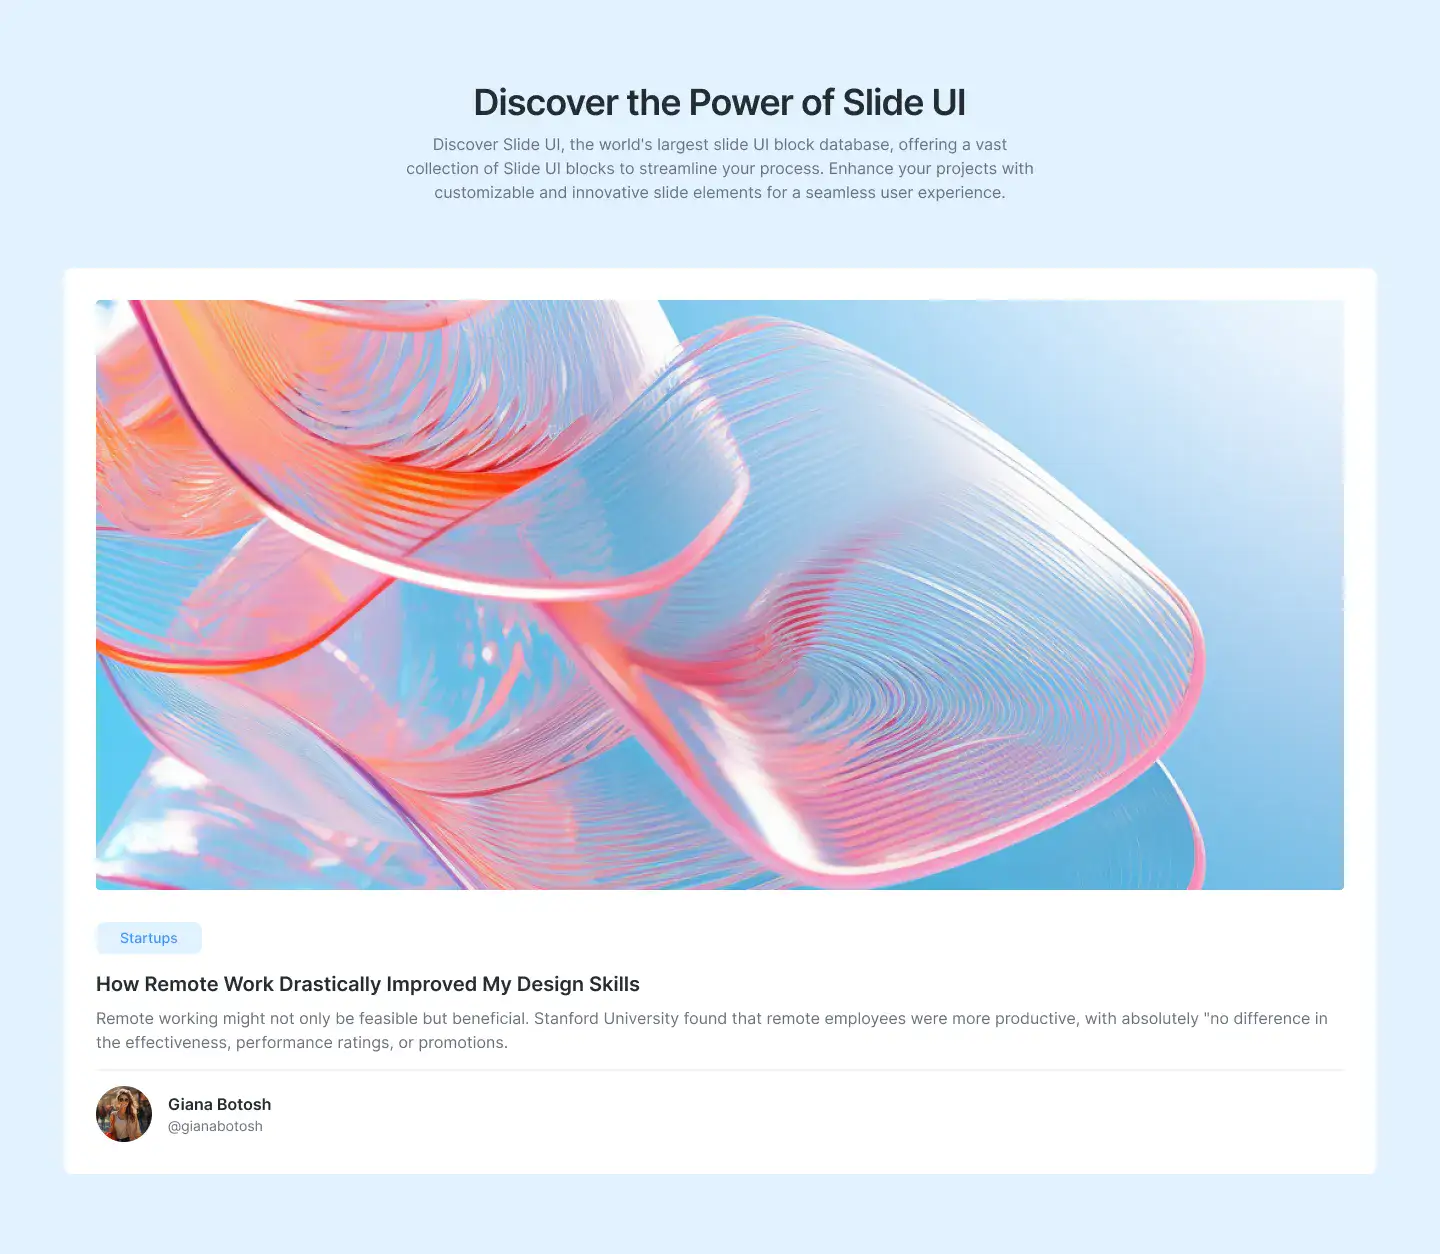 Discover the Power of Slide UI
Discover Slide UI, the world's largest slide UI block database, offering a vast
collection of Slide UI blocks to streamline your process. Enhance your projects with
customizable and innovative slide elements for a seamless user experience.
Startups
How Remote Work Drastically Improved My Design Skills
Remote working might not only be feasible but beneficial. Stanford University found that remote employees were more productive, with absolutely "no difference in
the effectiveness, performance ratings, or promotions.
Giana Botosh
@gianabotosh